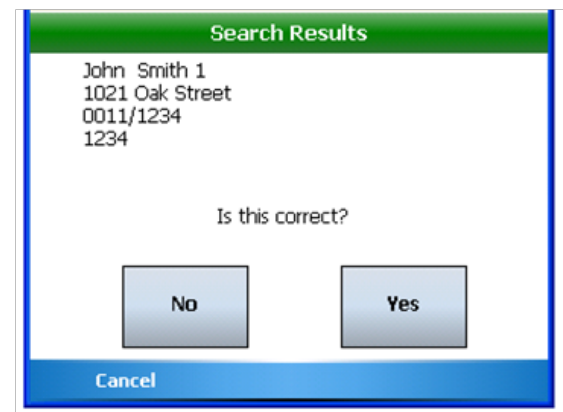 Search Results
John Smith 1
1021 Oak Street
0011/1234
1234
Is this correct?
No
Yes
Cancel